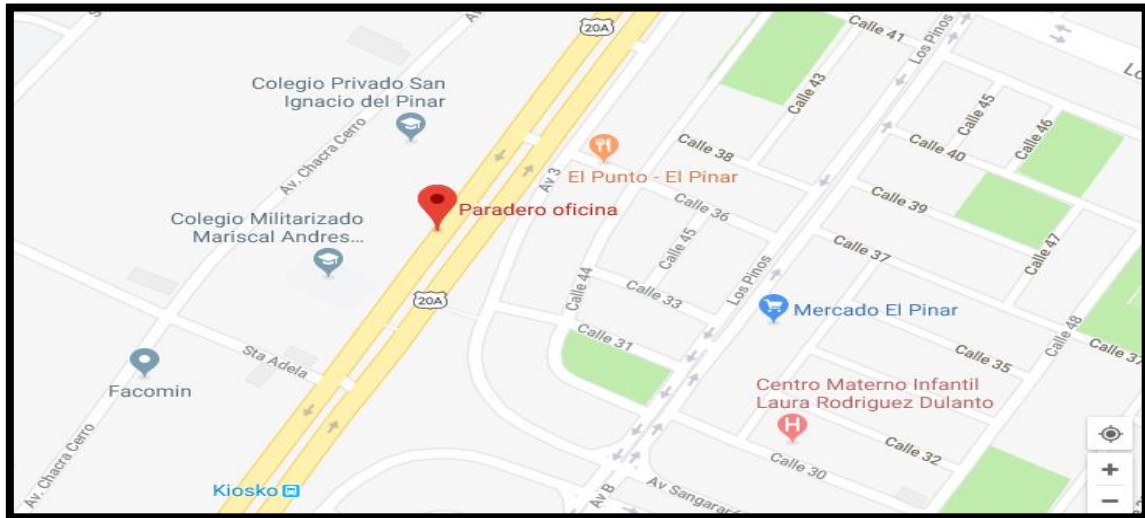 20A
Calle 41
Los Pinos
Colegio Privado San
Ignacio del Pinar
Calle 43
Calle 45
Calle 46
Av. Chacra Cerro
Av 3
Calle 38
Calle 40
El Punto - El Pinar
Paradero oficina
Calle 36
Calle 39
Colegio Militarizado
Mariscal Andres...
Calle 45
Calle 37
Calle 47
Calle 44
Los Pinos
20A
Calle 33
Mercado El Pinar
Calle 48
Calle 31
Sta Adela
Calle 35
Calle 37
Facomin
Centro Materno Infantil
Laura Rodriguez Dulanto
H
Av. Chacra Cerro
Calle 32
Calle 30
Kiosko
Av B
+
−